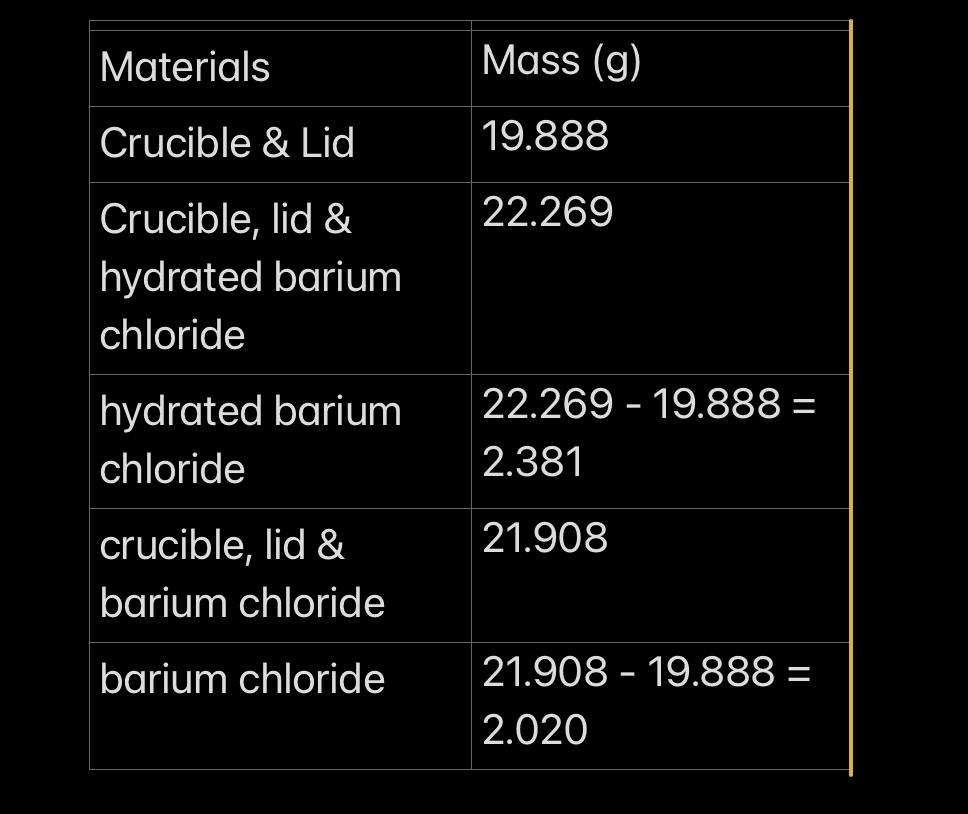 Materials
Mass (g)
Crucible & Lid
19.888
Crucible, lid &
hydrated barium
chloride
22.269
hydrated barium
chloride
22.269 - 19.888 =
2.381
crucible, lid &
barium chloride
21.908
barium chloride
21.908 - 19.888 =
2.020